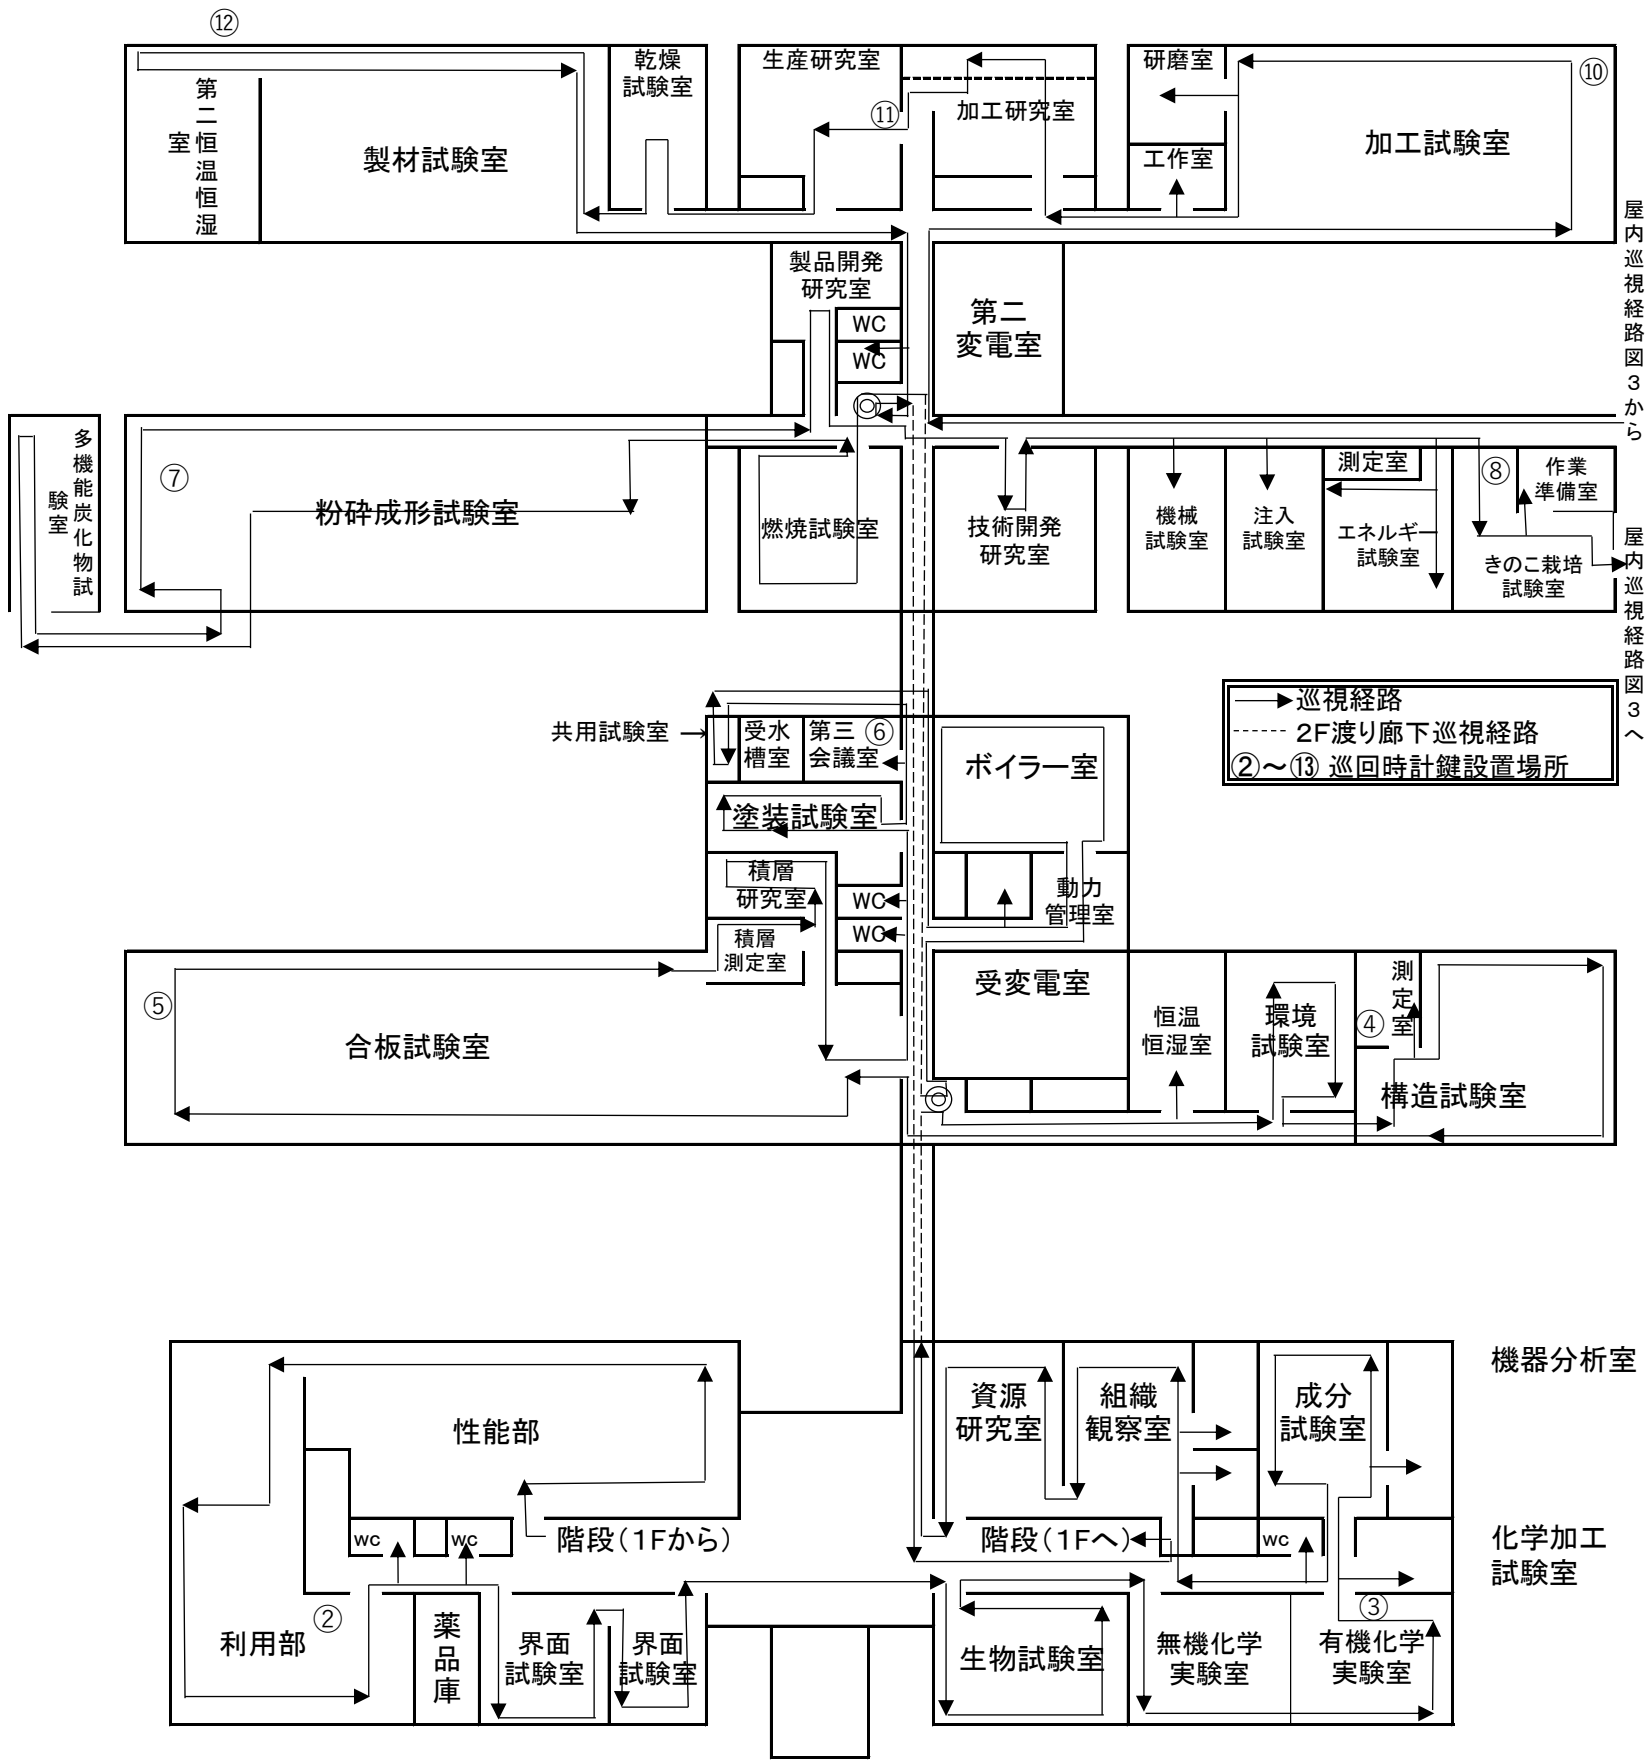 ⑫
乾燥
試験室
生産研究室
研磨室
⑩
第二恒温恒湿
室
製材試験室
⑪
加工研究室
加工試験室
工作室
屋内巡視経路図3から
製品開発
研究室
WC
WC
第二
変電室
多機能炭化物試
験室
⑦
粉砕成形試験室
燃焼試験室
技術開発
研究室
機械
試験室
注入
試験室
測定室
エネルギー
試験室
⑧
作業
準備室
きのこ栽培
試験室
屋内巡視経路図3へ
巡視経路
2F渡り廊下巡視経路
②~⑬ 巡回時計鍵設置場所
共用試験室→
受水
槽室
第三
会議室
⑥
ボイラー室
塗装試験室
積層
研究室
WC
WC
動力
管理室
積層
測定室
⑤
合板試験室
受変電室
恒温
恒湿室
環境
試験室
測定室
④
構造試験室
機器分析室
性能部
資源
研究室
組織
観察室
成分
試験室
wc
wc
階段(1Fから)
階段(1Fへ)
wc
化学加工
試験室
②
利用部
薬品庫
界面
試験室
界面
試験室
生物試験室
無機化学
実験室
③
有機化学
実験室